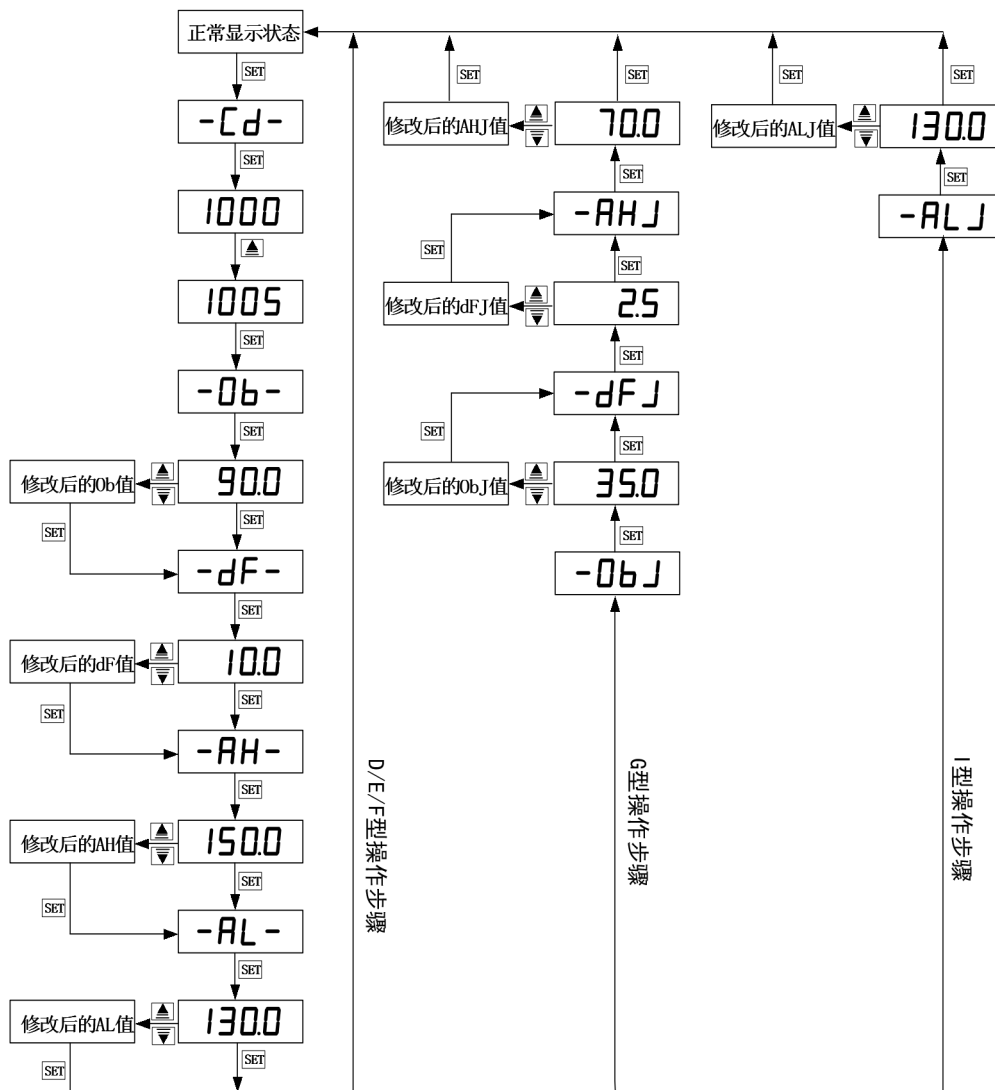 正常显示状态
SET
-Cd-
SET
1000
1005
SET
-Ob-
SET
90.0
修改后的Ob值
SET
SET
-dF-
SET
10.0
修改后的dF值
SET
SET
-AH-
SET
150.0
修改后的AH值
SET
SET
-AL-
SET
130.0
修改后的AL值
SET
SET
D/E/F型操作步骤
SET
SET
修改后的AHJ值
70.0
SET
-AHJ
SET
SET
修改后的dFJ值
2.5
SET
-dFJ
SET
SET
修改后的ObJ值
35.0
SET
-ObJ
G型操作步骤
SET
SET
修改后的ALJ值
130.0
SET
-ALJ
I型操作步骤